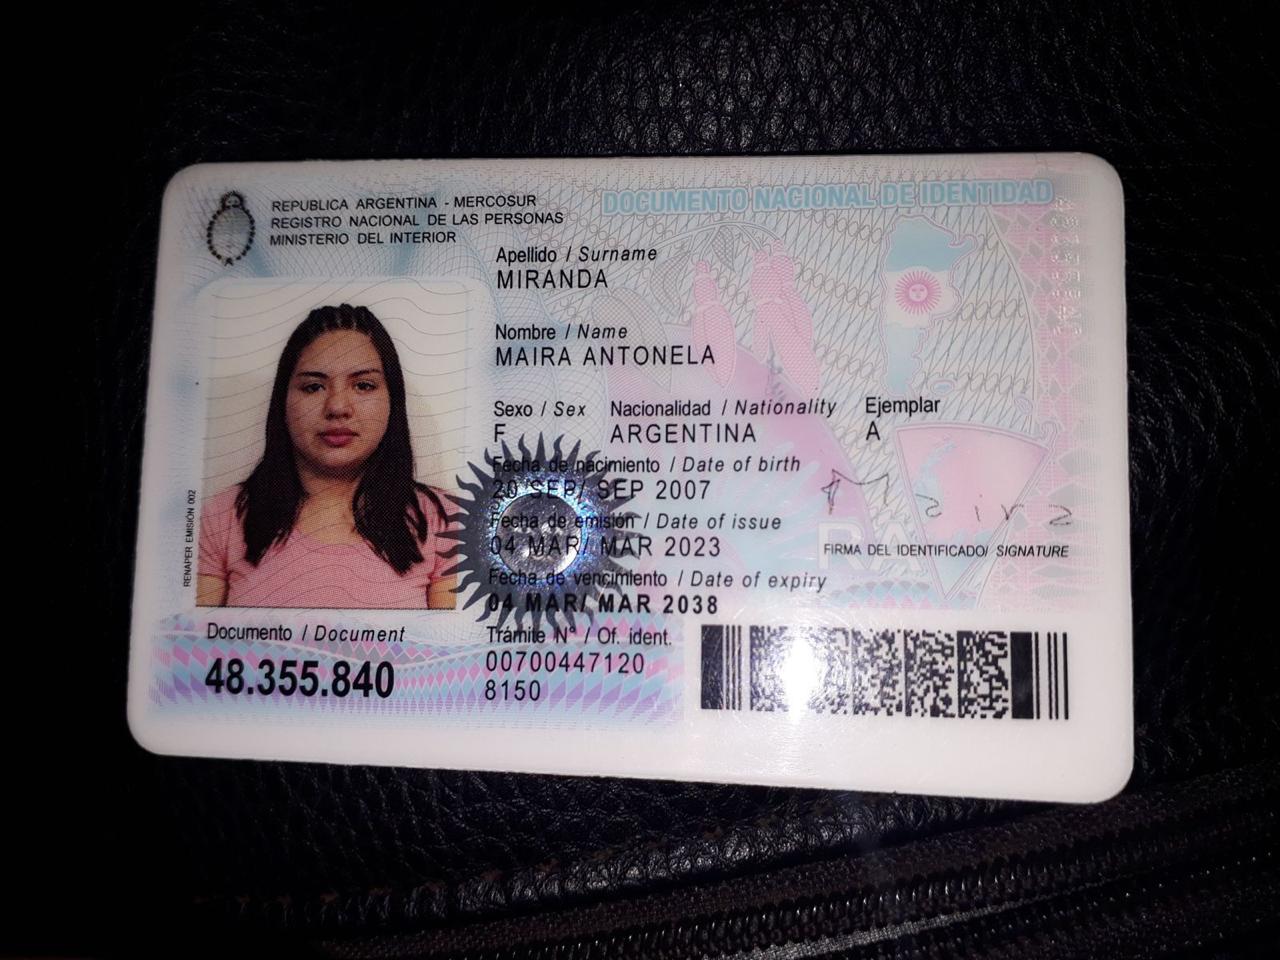 REPUBLICA ARGENTINA - MERCOSUR
REGISTRO NACIONAL DE LAS PERSONAS
MINISTERIO DEL INTERIOR
DOCUMENTO NACIONAL DE IDENTIDAD
Apellido / Surname
MIRANDA
Nombre / Name
MAIRA ANTONELA
Sexo / Sex Nacionalidad / Nationality Ejemplar
F ARGENTINA A
Fecha de nacimiento / Date of birth
20 SEP/ SEP 2007
Fecha de emisión / Date of issue
04 MAR/ MAR 2023
FIRMA DEL IDENTIFICADO/ SIGNATURE
Fecha de vencimiento / Date of expiry
04 MAR/ MAR 2038
RENAPER EMISIÓN 002
Documento / Document
48.355.840
Trámite N° / Of. ident.
00700447120
8150
RA